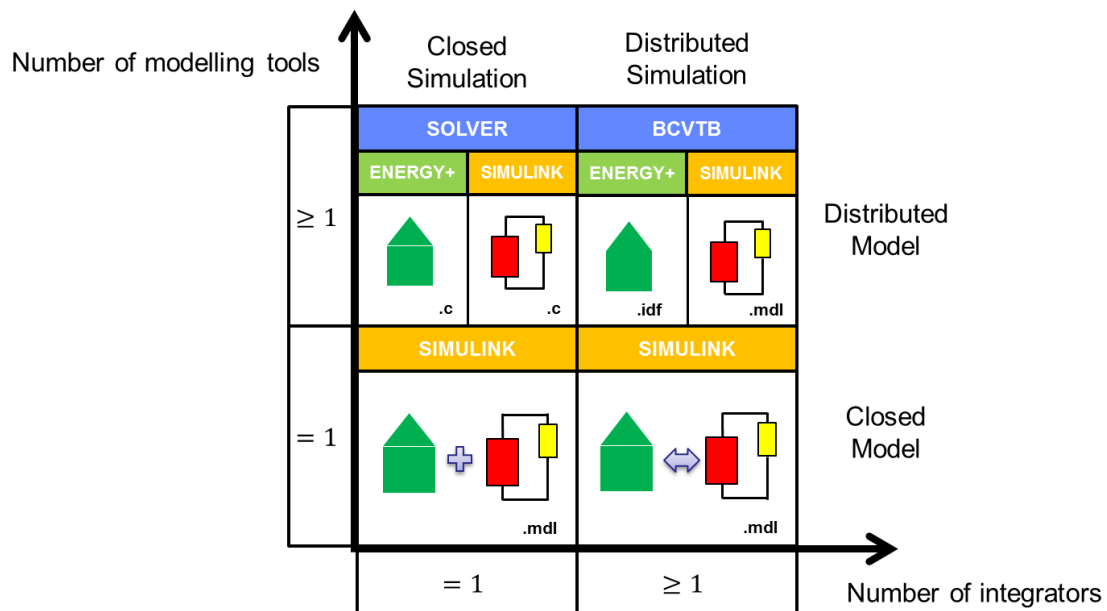 Number of modelling tools
Closed
Simulation
Distributed
Simulation
SOLVER
BCVTB
ENERGY+
SIMULINK
ENERGY+
SIMULINK
≥ 1
.c
.c
.idf
.mdl
Distributed
Model
SIMULINK
SIMULINK
= 1
.mdl
.mdl
Closed
Model
= 1
≥ 1
Number of integrators